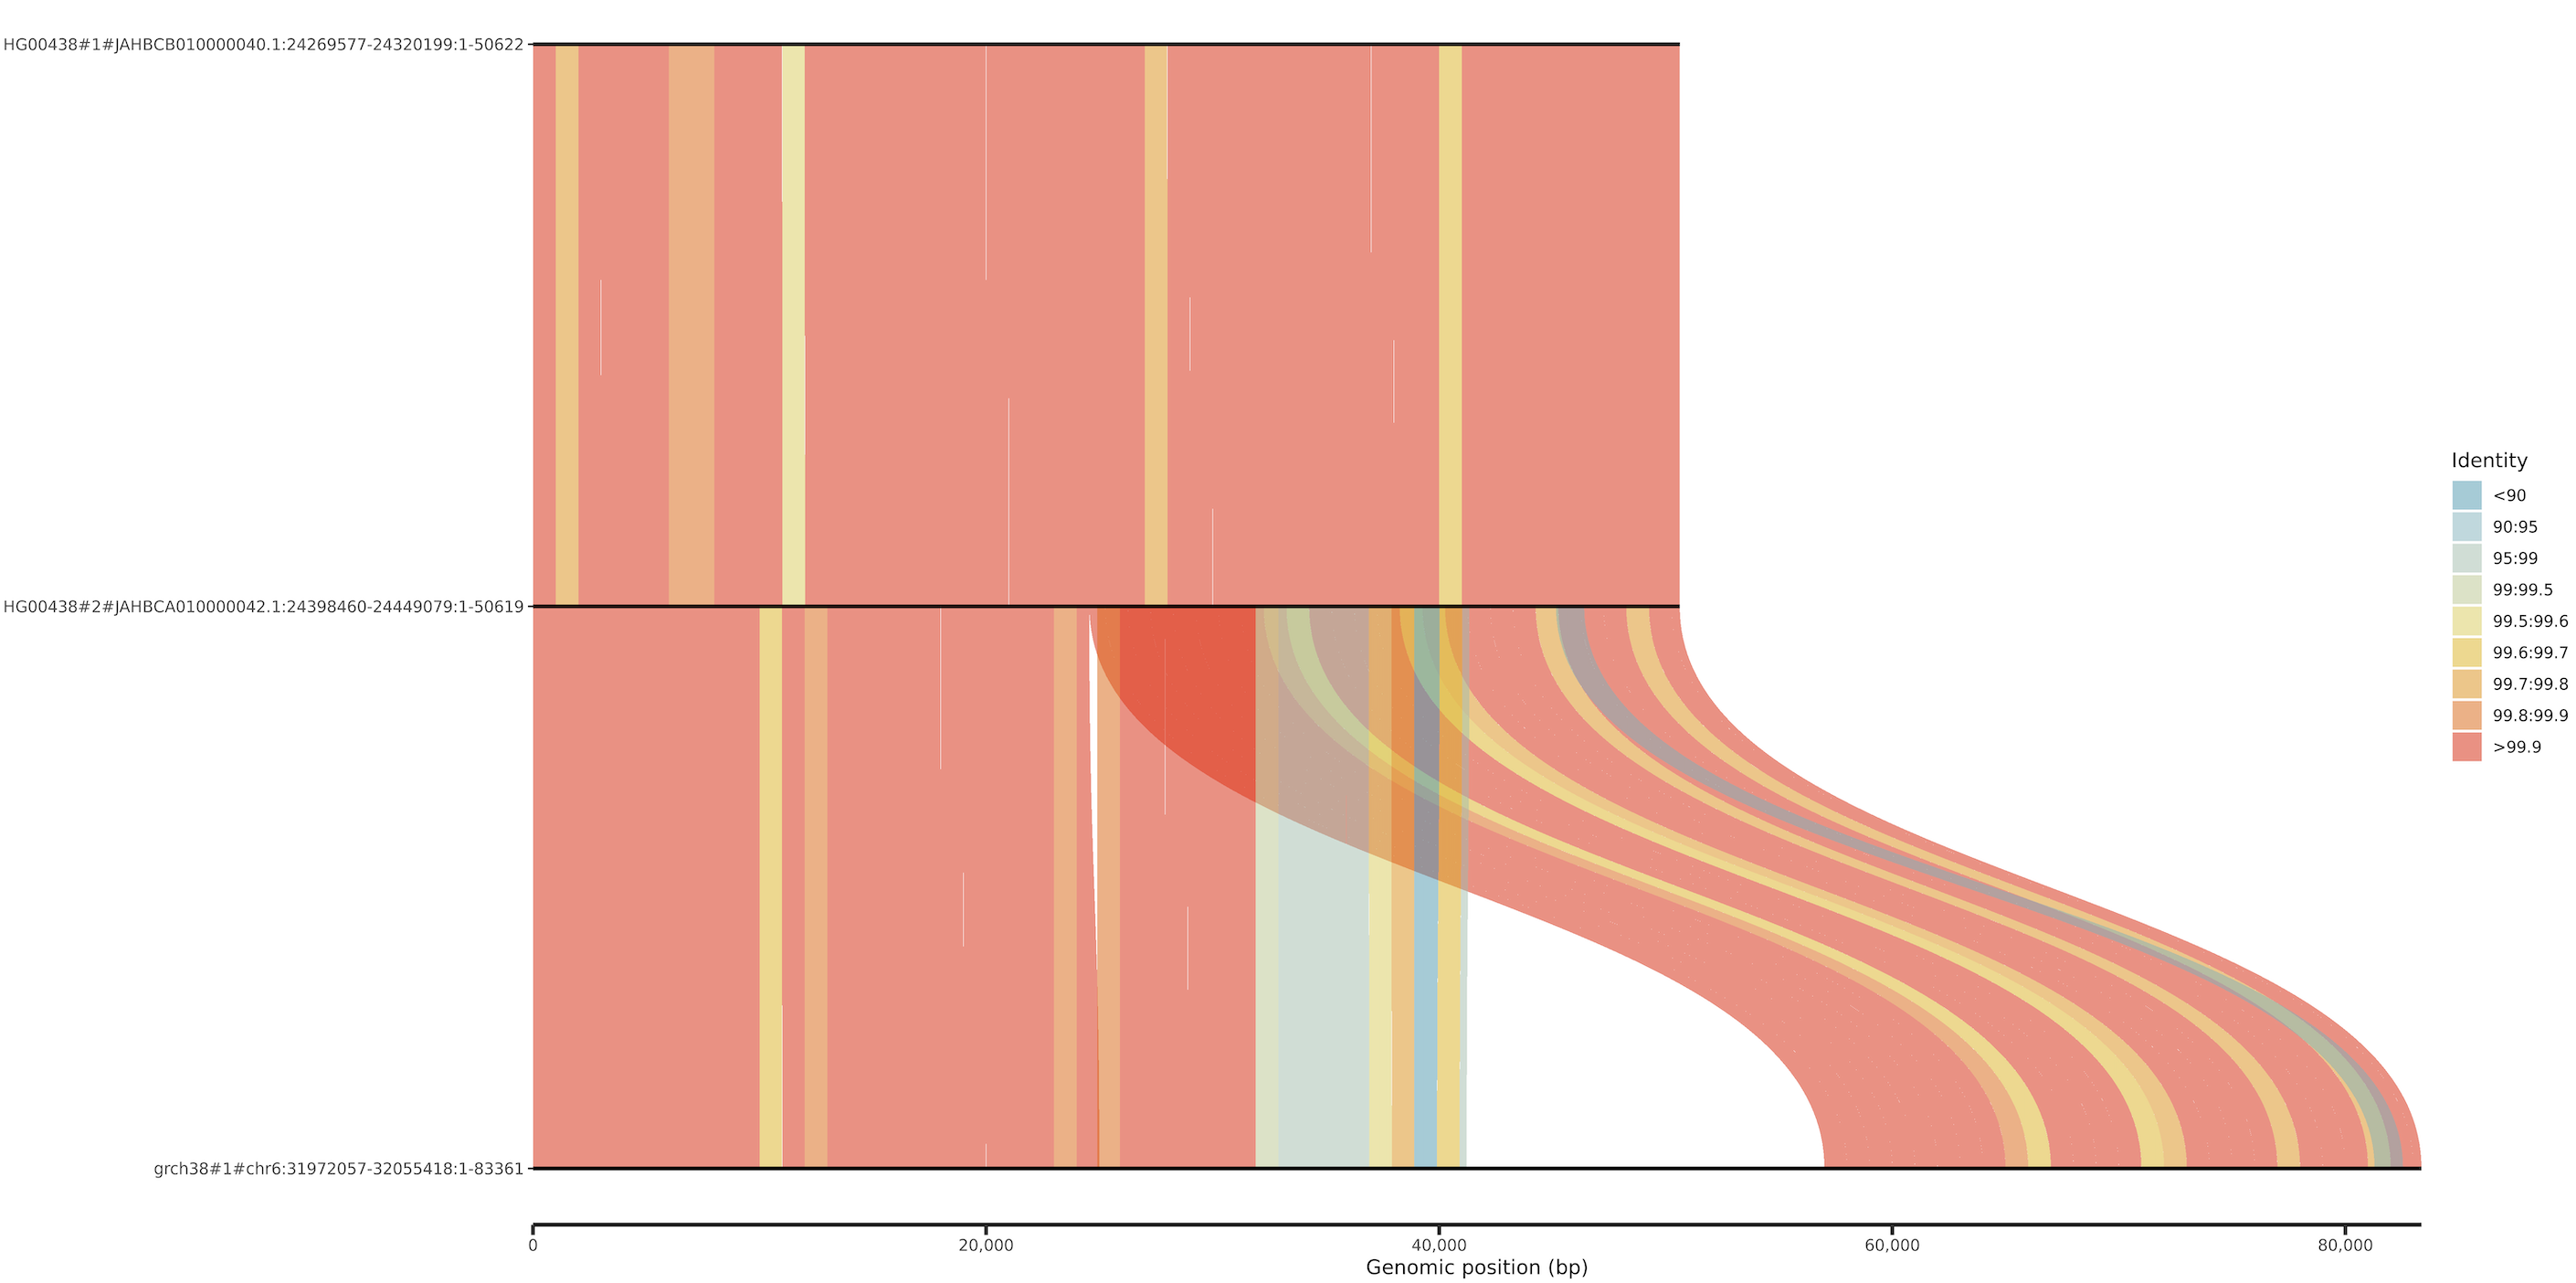 HG00438#1#JAHBCB010000040.1:24269577-24320199:1-50622
HG00438#2#JAHBCA010000042.1:24398460-24449079:1-50619
grch38#1#chr6:31972057-32055418:1-83361
Identity
<90
90:95
95:99
99:99.5
99.5:99.6
99.6:99.7
99.7:99.8
99.8:99.9
>99.9
0 20,000 40,000 60,000 80,000
Genomic position (bp)